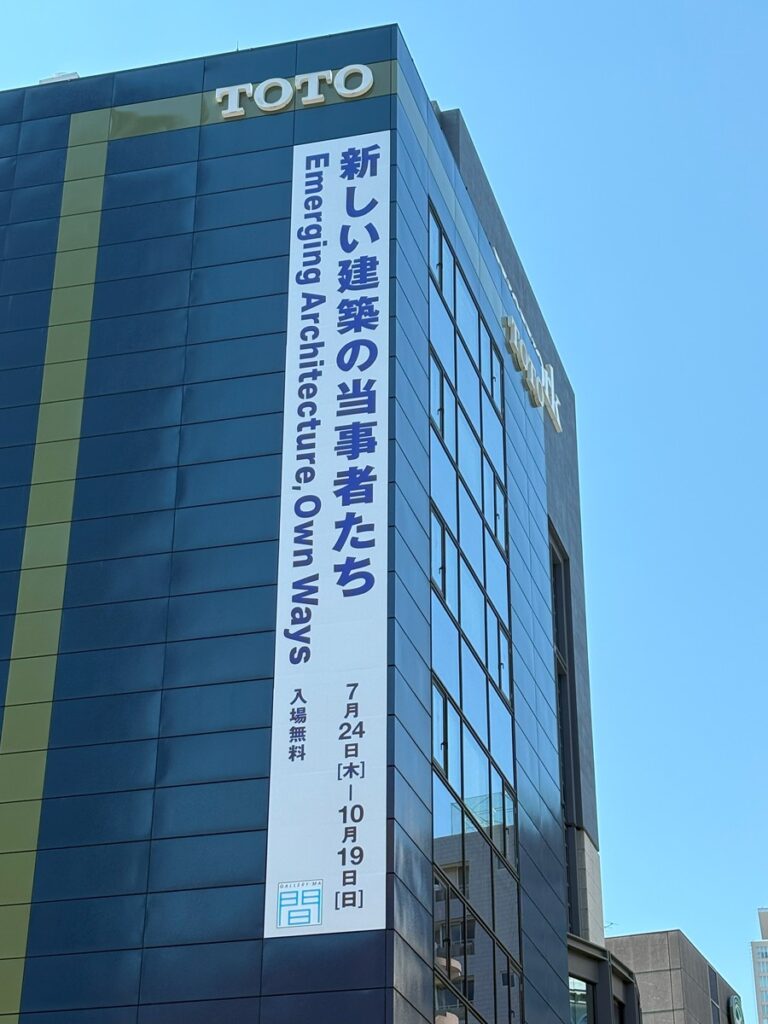 TOTO
新しい建築の当事者たち
Emerging Architecture, Own Ways
7月24日[木]—10月19日[日]
入場無料
GALLERY·MA
間